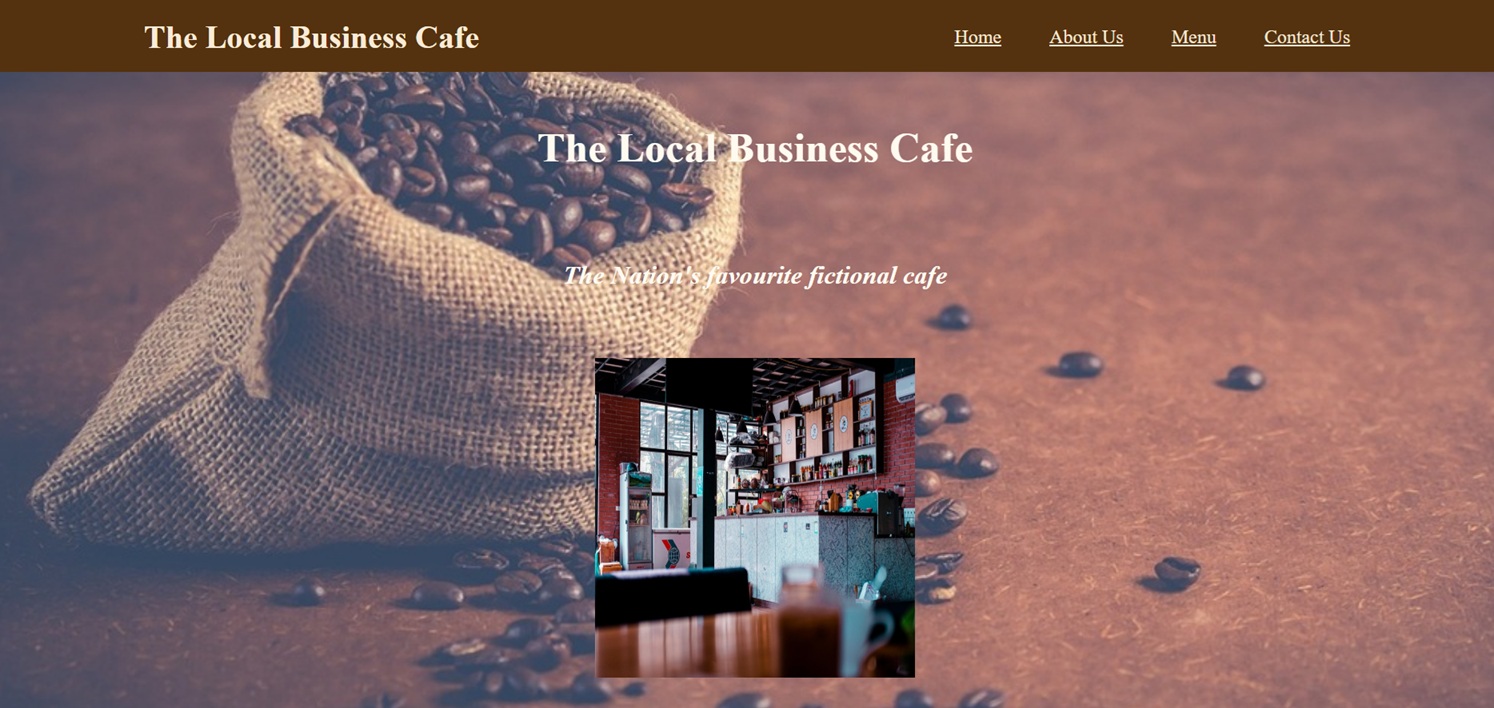 The Local Business Cafe
Home About Us Menu Contact Us
The Local Business Cafe
The Nation's favourite fictional cafe